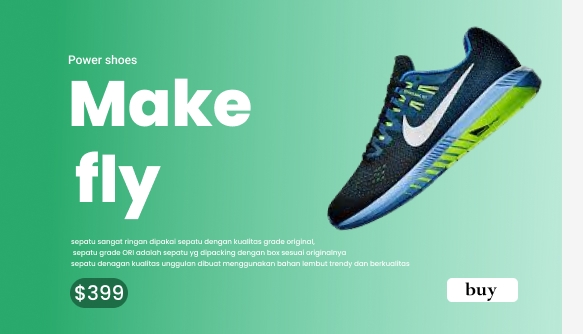 Power shoes
Make
fly
sepatu sangat ringan dipakai sepatu dengan kualitas grade original,
sepatu grade ORI adalah sepatu yg dipacking dengan box sesuai originalnya
sepatu denagan kualitas unggulan dibuat menggunakan bahan lembut trendy dan berkualitas
$399
buy